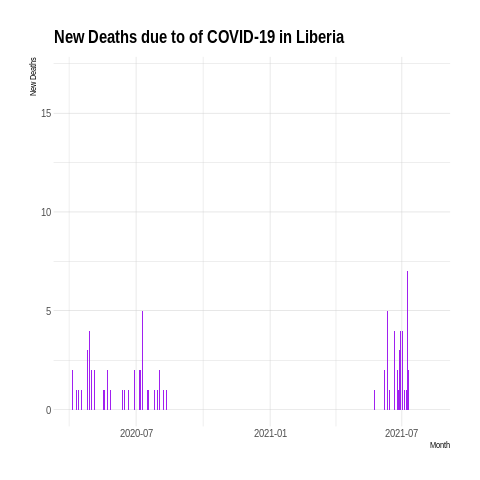 New Deaths due to of COVID-19 in Liberia
New Deaths
15
10
5
0
2020-07
2021-01
2021-07
Month